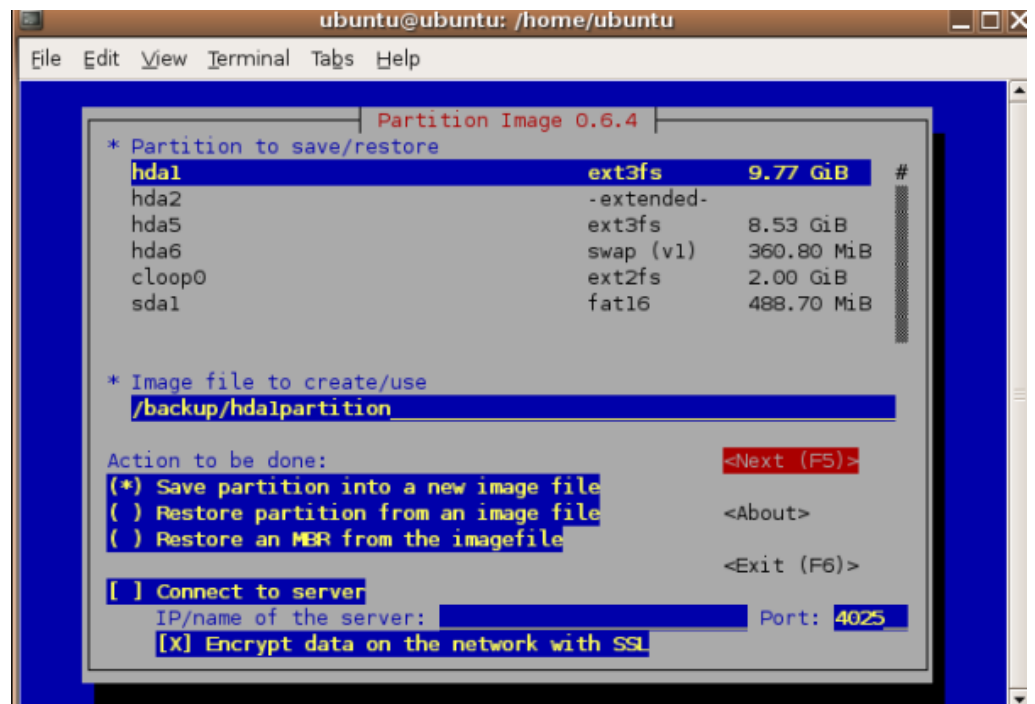 ubuntu@ubuntu: /home/ubuntu
File Edit View Terminal Tabs Help
Partition Image 0.6.4
* Partition to save/restore
hda1 ext3fs 9.77 GiB #
hda2 -extended-
hda5 ext3fs 8.53 GiB
hda6 swap (v1) 360.80 MiB
cloop0 ext2fs 2.00 GiB
sda1 fat16 488.70 MiB
* Image file to create/use
/backup/hda1partition
Action to be done: <Next (F5)>
(*) Save partition into a new image file
( ) Restore partition from an image file <About>
( ) Restore an MBR from the imagefile
<Exit (F6)>
[ ] Connect to server
IP/name of the server: Port: 4025
[X] Encrypt data on the network with SSL